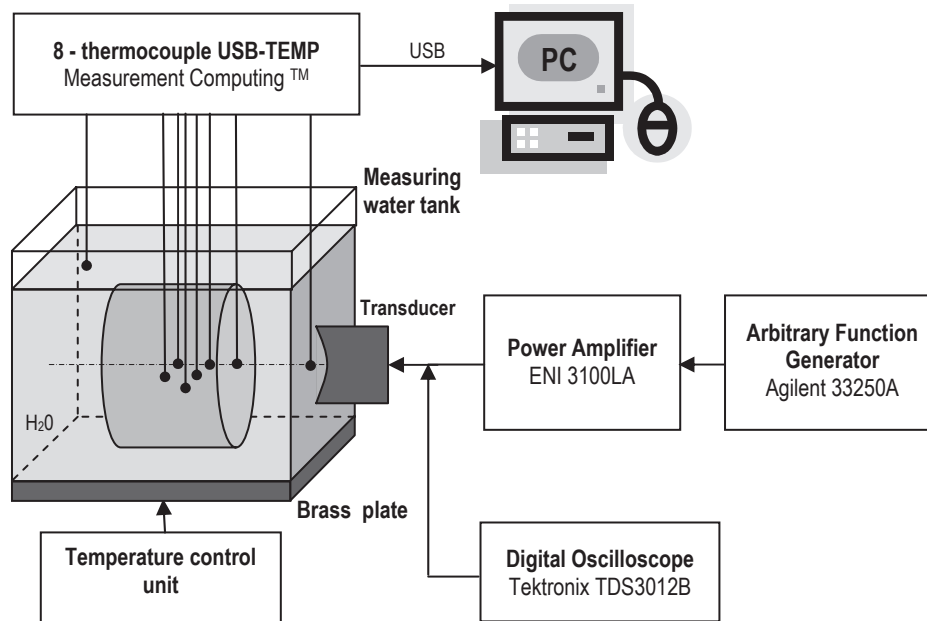 8 - thermocouple USB-TEMP
Measurement Computing ™
USB
PC
Measuring
water tank
Transducer
Power Amplifier
ENI 3100LA
Arbitrary Function
Generator
Agilent 33250A
H₂0
Brass plate
Temperature control
unit
Digital Oscilloscope
Tektronix TDS3012B